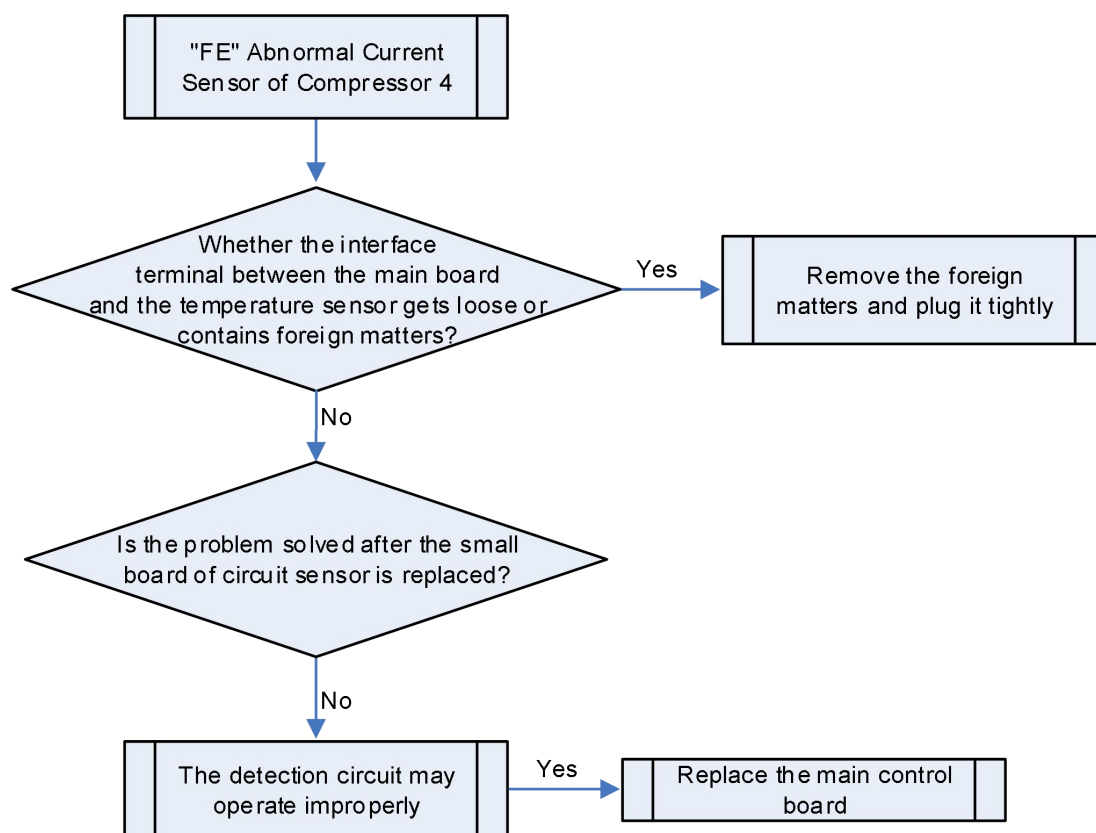 "FE" Abnormal Current
Sensor of Compressor 4
Whether the interface
terminal between the main board
and the temperature sensor gets loose or
contains foreign matters?
Yes
Remove the foreign
matters and plug it tightly
No
Is the problem solved after the small
board of circuit sensor is replaced?
No
The detection circuit may
operate improperly
Yes
Replace the main control
board